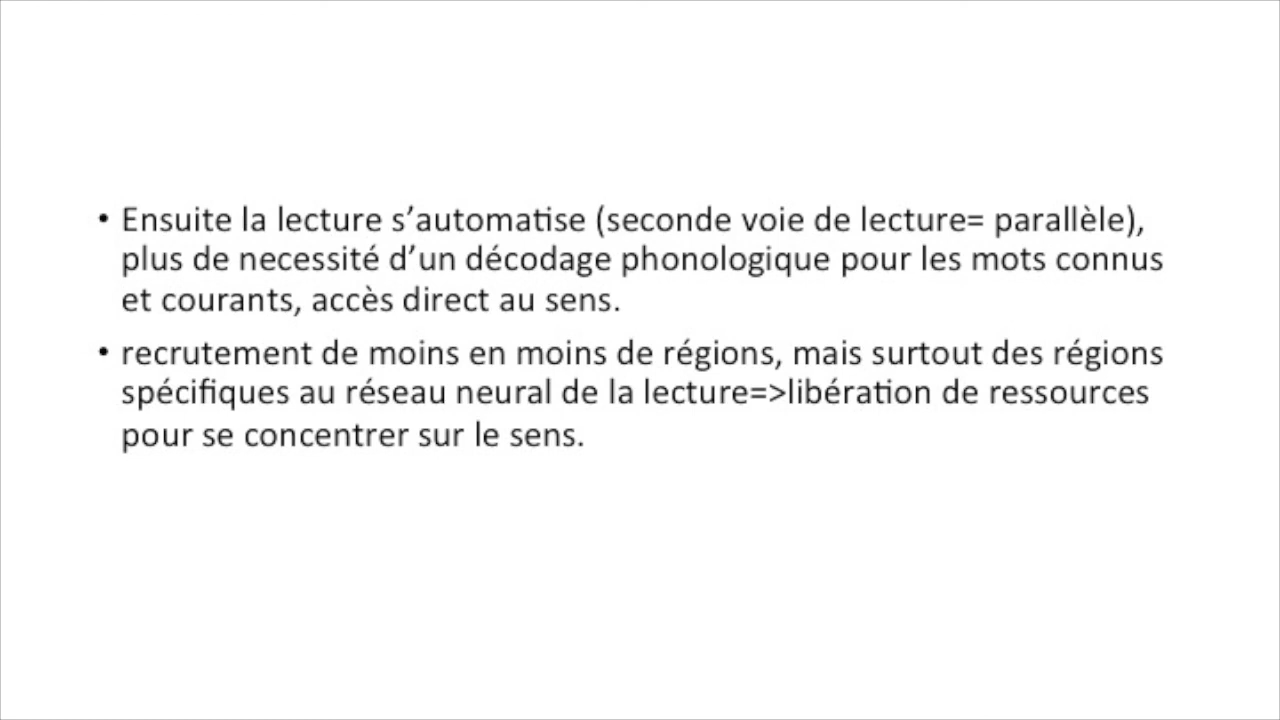 • Ensuite la lecture s’automatise (seconde voie de lecture= parallèle),
plus de necessité d’un décodage phonologique pour les mots connus
et courants, accès direct au sens.
• recrutement de moins en moins de régions, mais surtout des régions
spécifiques au réseau neural de la lecture=>libération de ressources
pour se concentrer sur le sens.